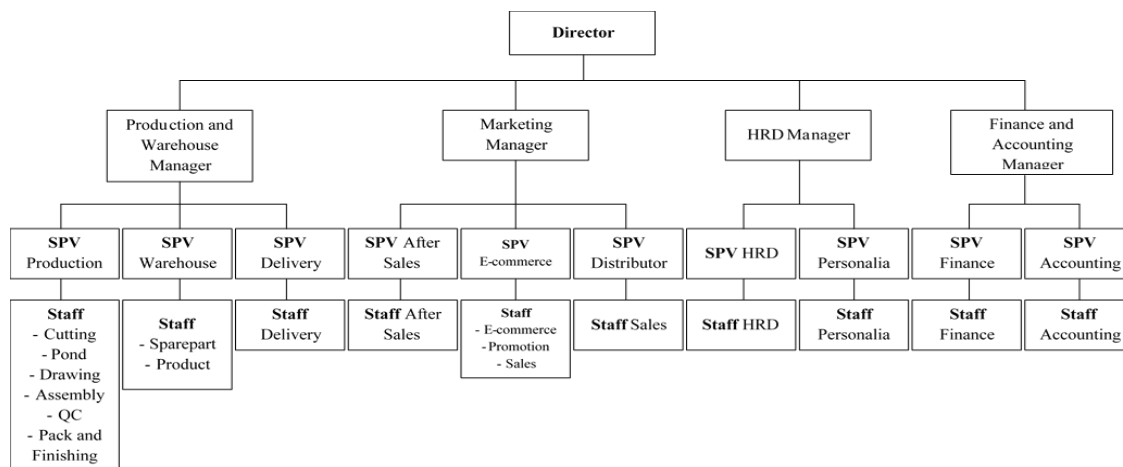 Director
Production and
Warehouse
Manager
Marketing
Manager
HRD Manager
Finance and
Accounting
Manager
SPV
Production
SPV
Warehouse
SPV
Delivery
SPV After
Sales
SPV
E-commerce
SPV
Distributor
SPV HRD
SPV
Personalia
SPV
Finance
SPV
Accounting
Staff
- Cutting
- Pond
- Drawing
- Assembly
- QC
- Pack and
Finishing
Staff
- Sparepart
- Product
Staff
Delivery
Staff After
Sales
Staff
- E-commerce
- Promotion
- Sales
Staff Sales
Staff HRD
Staff
Personalia
Staff
Finance
Staff
Accounting